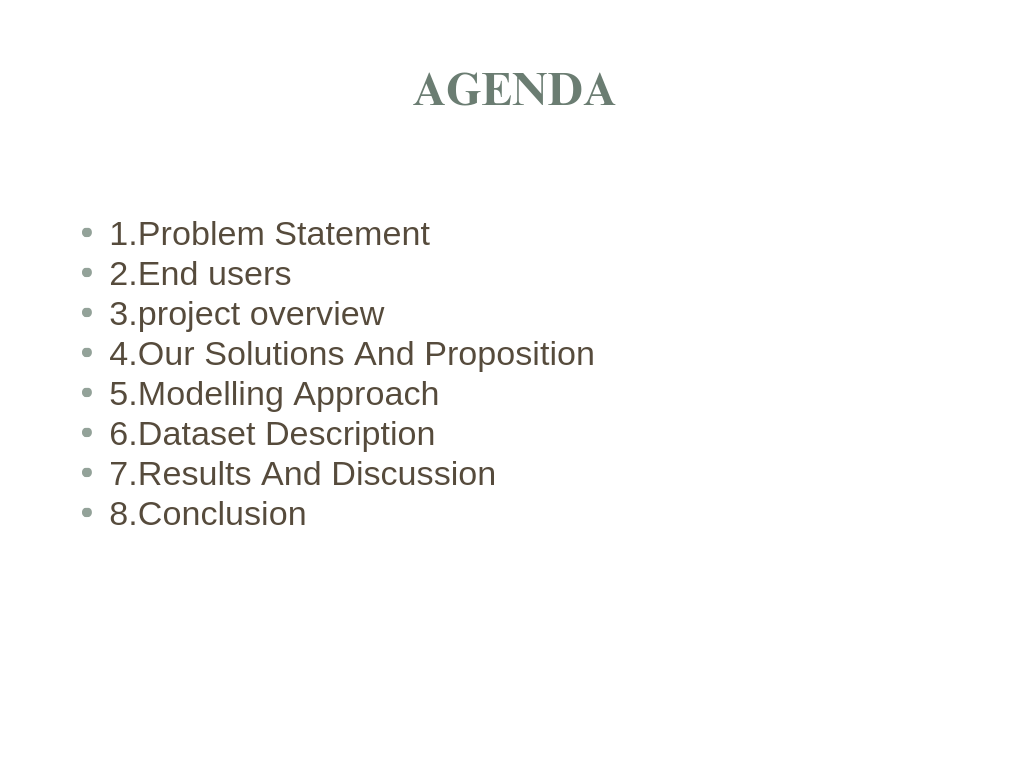 AGENDA
• 1.Problem Statement
• 2.End users
• 3.project overview
• 4.Our Solutions And Proposition
• 5.Modelling Approach
• 6.Dataset Description
• 7.Results And Discussion
• 8.Conclusion